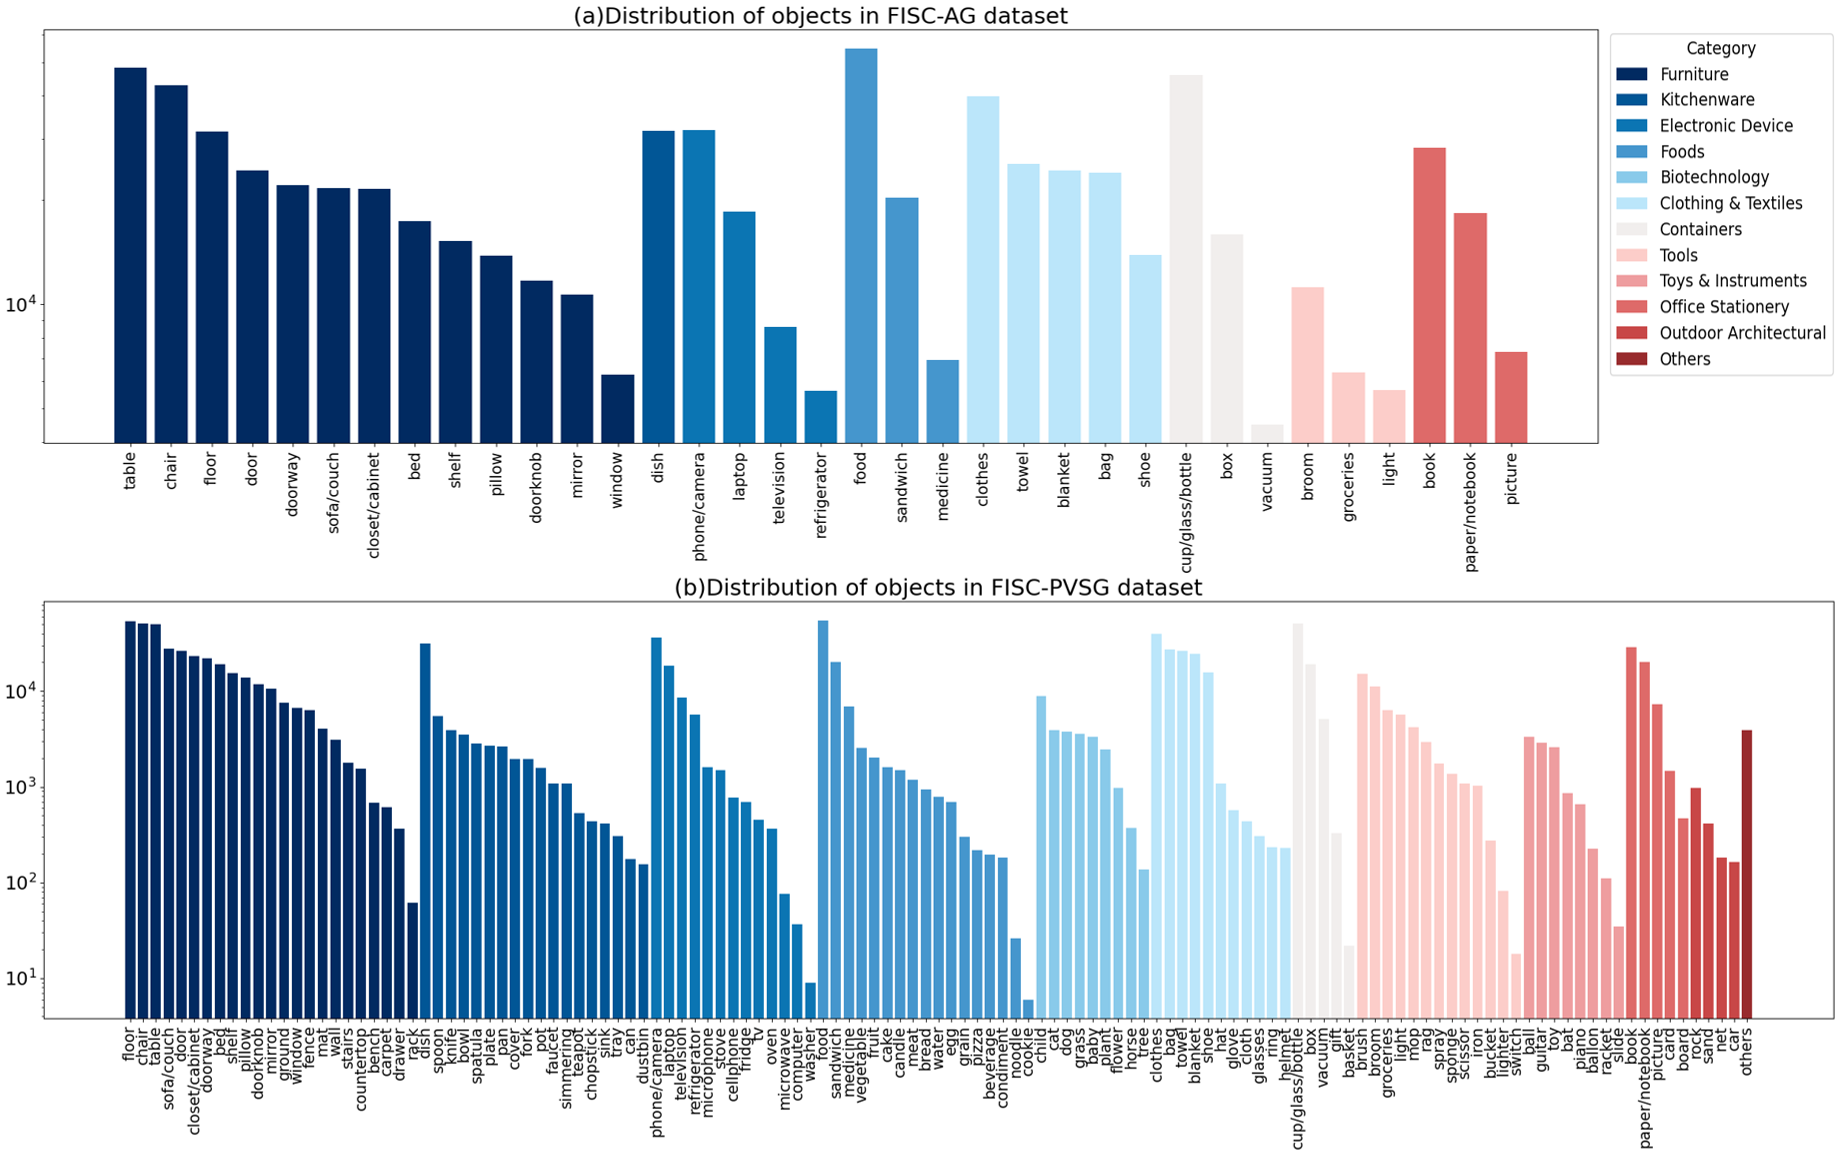 (a)Distribution of objects in FISC-AG dataset
10⁴
table
chair
floor
door
doorway
sofa/couch
closet/cabinet
bed
shelf
pillow
doorknob
mirror
window
dish
phone/camera
laptop
television
refrigerator
food
sandwich
medicine
clothes
towel
blanket
bag
shoe
cup/glass/bottle
box
vacuum
broom
groceries
light
book
paper/notebook
picture
Category
Furniture
Kitchenware
Electronic Device
Foods
Biotechnology
Clothing & Textiles
Containers
Tools
Toys & Instruments
Office Stationery
Outdoor Architectural
Others
(b)Distribution of objects in FISC-PVSG dataset
10⁴
10³
10²
10¹
floor
chair
table
sofa/couch
door
closet/cabinet
doorway
bed
shelf
pillow
doorknob
mirror
ground
window
fence
mat
wall
stairs
countertop
bench
carpet
drawer
rack
dish
spoon
knife
bowl
spatula
plate
pan
cover
fork
pot
faucet
simmering
teapot
chopstick
sink
tray
can
dustbin
phone/camera
laptop
television
refrigerator
microphone
stove
cellphone
fridge
tv
oven
microwave
computer
washer
food
sandwich
medicine
vegetable
fruit
cake
candle
meat
bread
water
egg
grain
pizza
beverage
condiment
noodle
cookie
child
cat
dog
grass
baby
plant
flower
horse
tree
clothes
bag
towel
blanket
shoe
hat
glove
cloth
glasses
ring
helmet
cup/glass/bottle
box
vacuum
gift
basket
brush
broom
groceries
light
mop
rag
spray
sponge
scissor
iron
bucket
lighter
switch
ball
guitar
toy
bat
piano
ballon
racket
slide
book
paper/notebook
picture
card
board
rock
sand
net
car
others